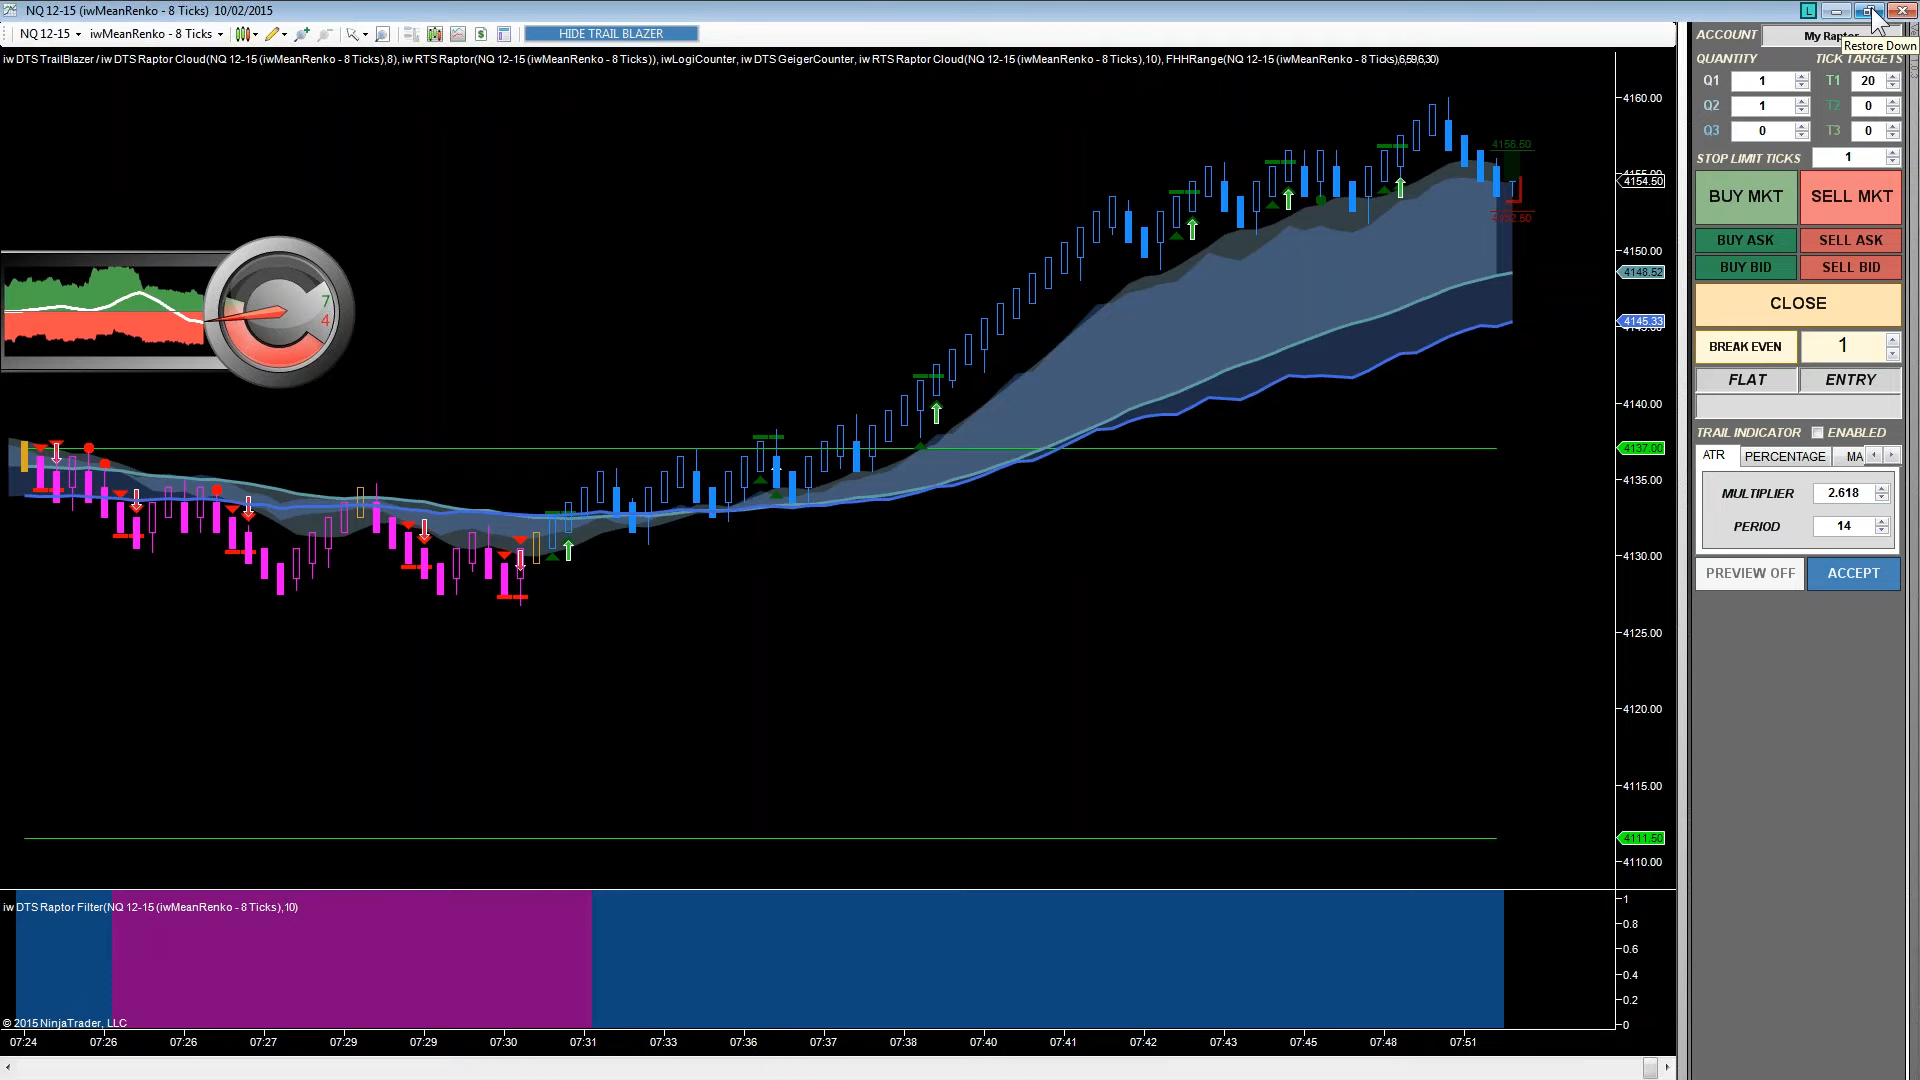 NQ 12-15 (iwMeanRenko - 8 Ticks)  10/02/2015
L
NQ 12-15 iwMeanRenko - 8 Ticks HIDE TRAIL BLAZER
iw DTS TrailBlazer / iw DTS Raptor Cloud(NQ 12-15 (iwMeanRenko - 8 Ticks),8), iw RTS Raptor(NQ 12-15 (iwMeanRenko - 8 Ticks)), iwLogiCounter, iw DTS GeigerCounter, iw RTS Raptor Cloud(NQ 12-15 (iwMeanRenko - 8 Ticks),10), FHHRange(NQ 12-15 (iwMeanRenko - 8 Ticks),6,59,6,30)
4160.00
4154.50
4150.00
4148.52
4145.33
4140.00
4137.00
4135.00
4130.00
4125.00
4120.00
4115.00
4111.50
4110.00
7
4
iw DTS Raptor Filter(NQ 12-15 (iwMeanRenko - 8 Ticks),10)
1
0.8
0.6
0.4
0.2
0
© 2015 NinjaTrader, LLC
07:24 07:26 07:26 07:27 07:29 07:29 07:30 07:31 07:33 07:36 07:37 07:38 07:40 07:41 07:42 07:43 07:45 07:48 07:51
ACCOUNT My Raptor
Restore Down
QUANTITY TICK TARGETS
Q1 1 T1 20
Q2 1 T2 0
Q3 0 T3 0
STOP LIMIT TICKS 1
BUY MKT SELL MKT
BUY ASK SELL ASK
BUY BID SELL BID
CLOSE
BREAK EVEN 1
FLAT ENTRY
TRAIL INDICATOR ENABLED
ATR PERCENTAGE MA
MULTIPLIER 2.618
PERIOD 14
PREVIEW OFF ACCEPT